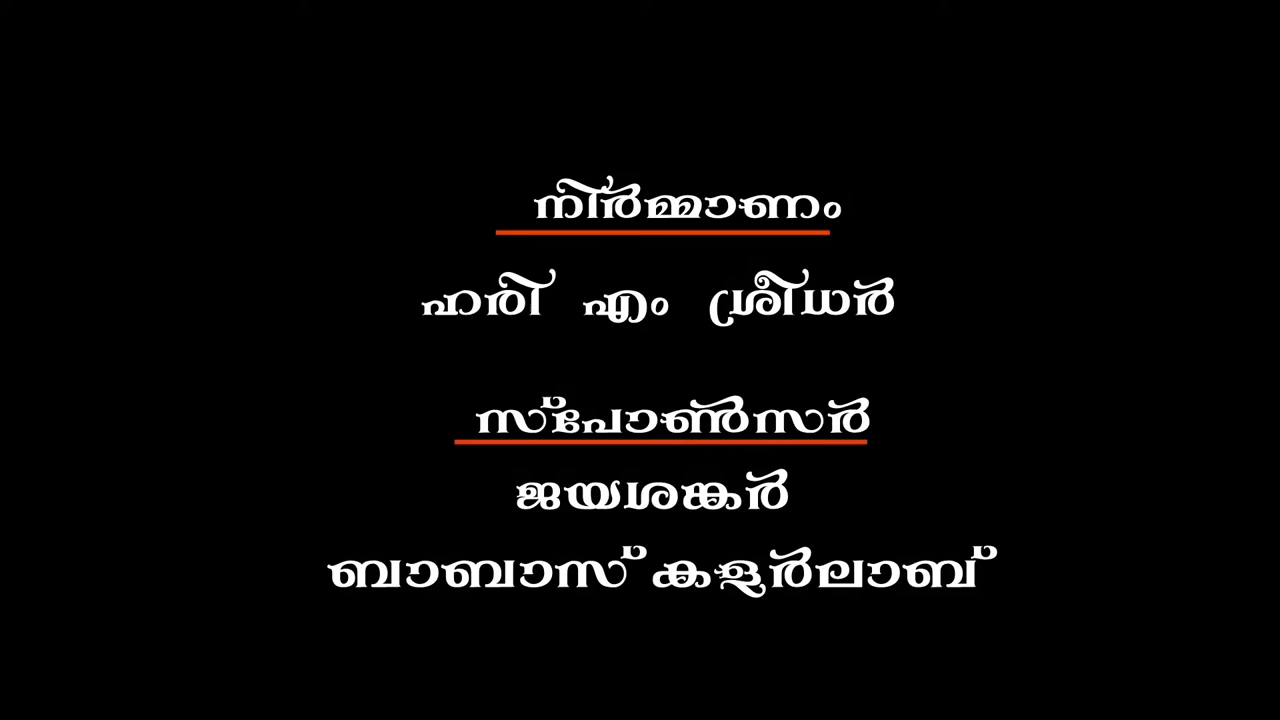 നിർമ്മാണം
ഹരി എം ശ്രീധർ
സ്പോൺസർ
ജയശങ്കർ
ബാബാസ് കളർലാബ്